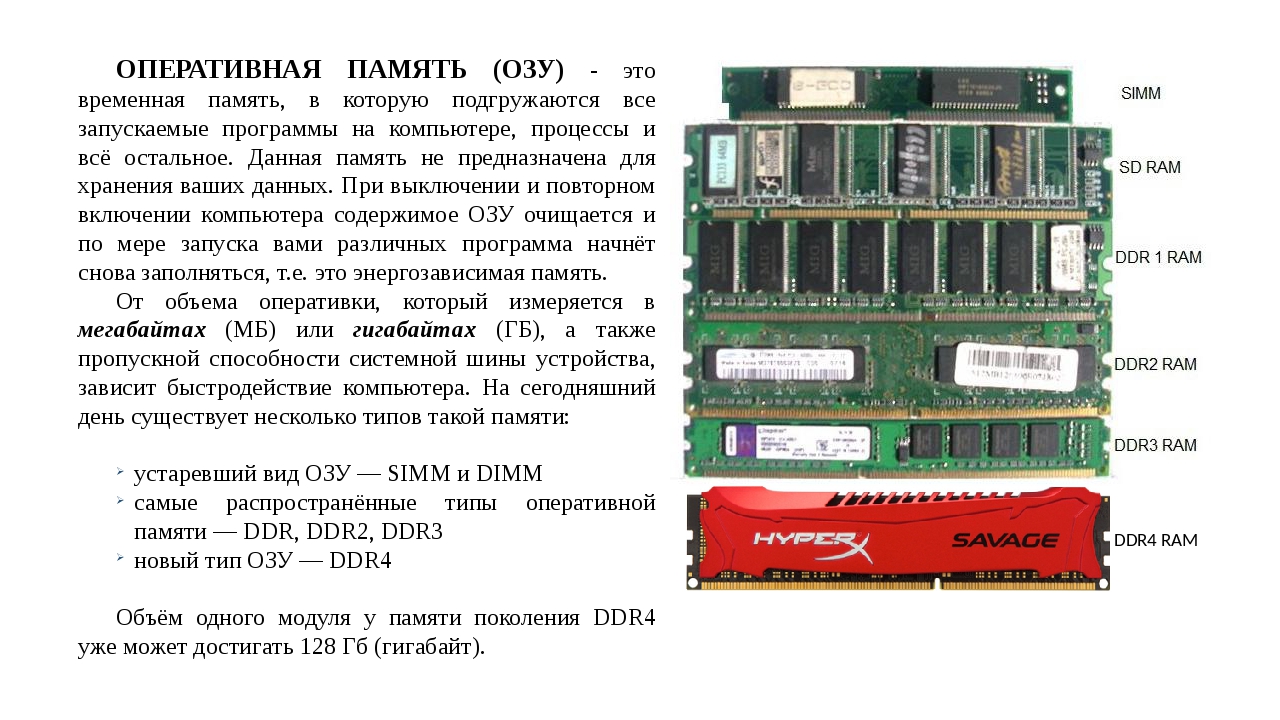 ОПЕРАТИВНАЯ ПАМЯТЬ (ОЗУ) - это
временная память, в которую подгружаются все
запускаемые программы на компьютере, процессы и
всё остальное. Данная память не предназначена для
хранения ваших данных. При выключении и повторном
включении компьютера содержимое ОЗУ очищается и
по мере запуска вами различных программа начнёт
снова заполняться, т.е. это энергозависимая память.
От объема оперативки, который измеряется в
мегабайтах (МБ) или гигабайтах (ГБ), а также
пропускной способности системной шины устройства,
зависит быстродействие компьютера. На сегодняшний
день существует несколько типов такой памяти:
устаревший вид ОЗУ — SIMM и DIMM
самые распространённые типы оперативной
памяти — DDR, DDR2, DDR3
новый тип ОЗУ — DDR4
Объём одного модуля у памяти поколения DDR4
уже может достигать 128 Гб (гигабайт).
SIMM
PC133 64MB
SD RAM
DDR 1 RAM
DDR2 RAM
DDR3 RAM
HYPERX SAVAGE
DDR4 RAM